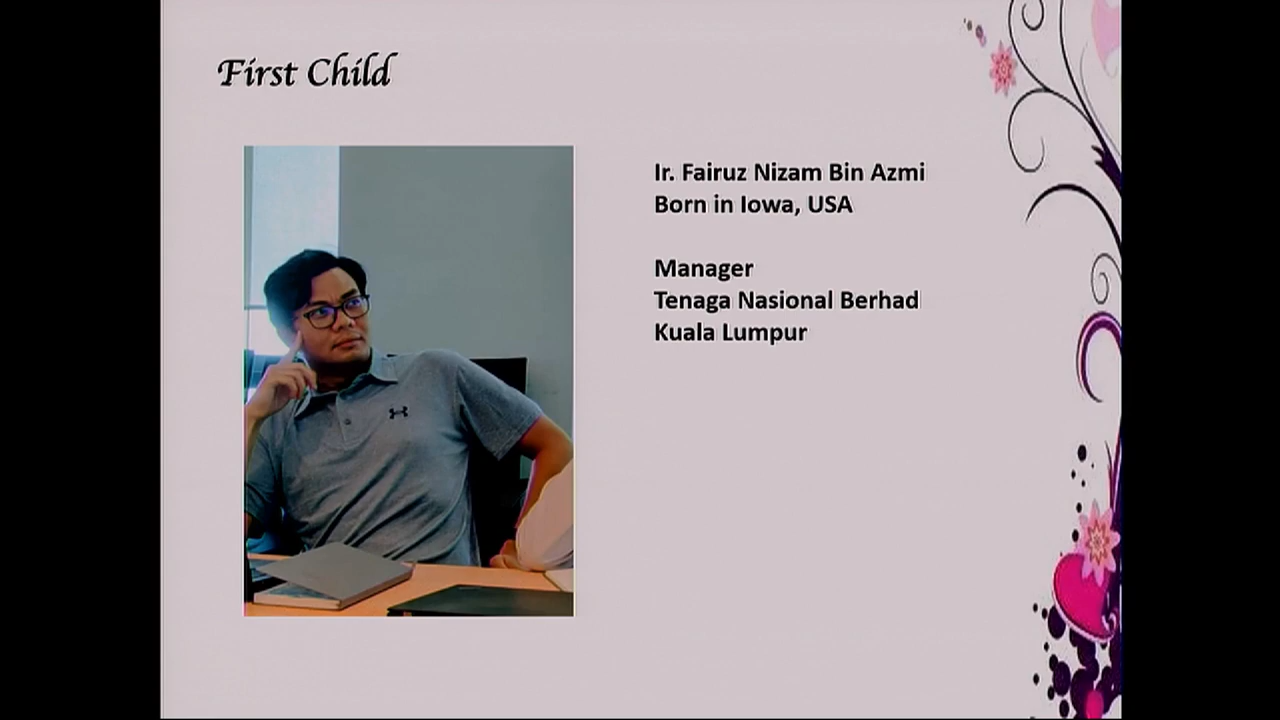 First Child
Ir. Fairuz Nizam Bin Azmi
Born in Iowa, USA
Manager
Tenaga Nasional Berhad
Kuala Lumpur